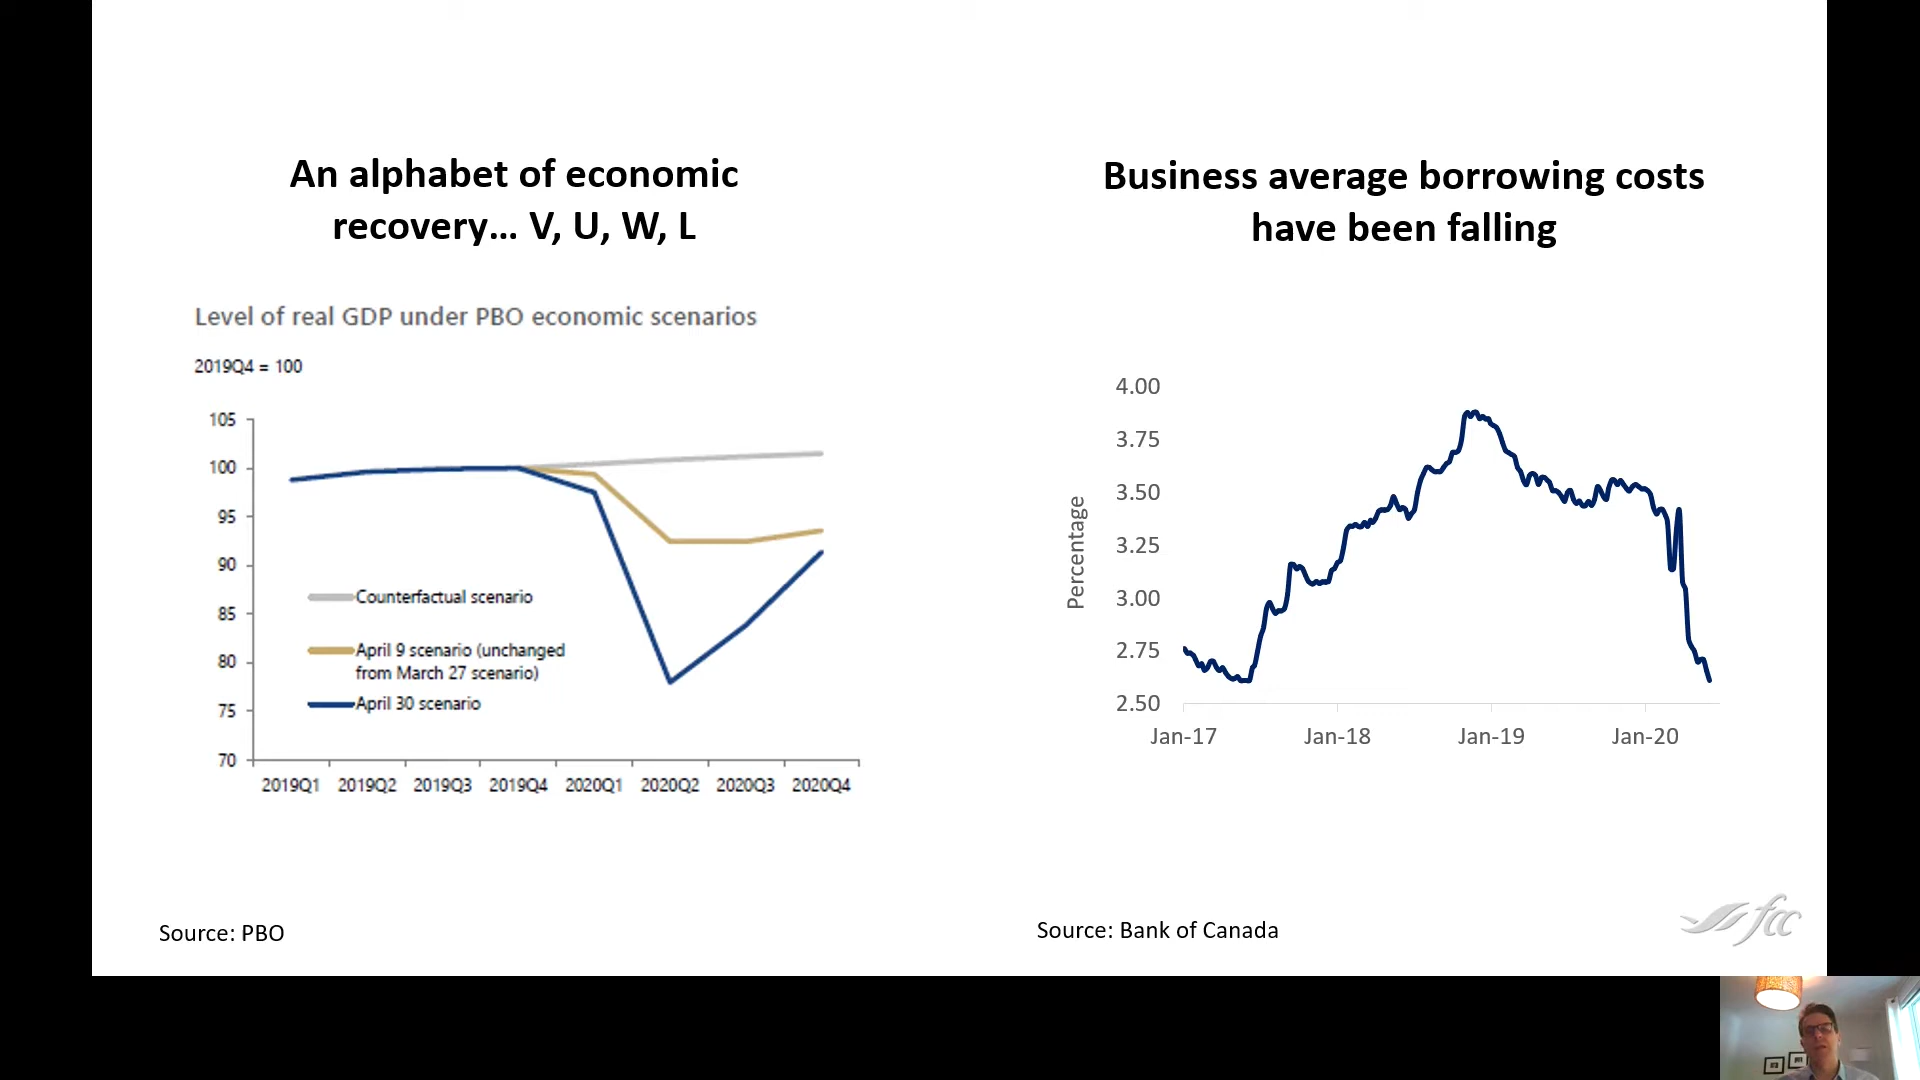 An alphabet of economic
recovery... V, U, W, L
Level of real GDP under PBO economic scenarios
2019Q4 = 100
105
100
95
90
85
80
75
70
Counterfactual scenario
April 9 scenario (unchanged
from March 27 scenario)
April 30 scenario
2019Q1 2019Q2 2019Q3 2019Q4 2020Q1 2020Q2 2020Q3 2020Q4
Source: PBO
Business average borrowing costs
have been falling
Percentage
4.00
3.75
3.50
3.25
3.00
2.75
2.50
Jan-17 Jan-18 Jan-19 Jan-20
Source: Bank of Canada
fcc